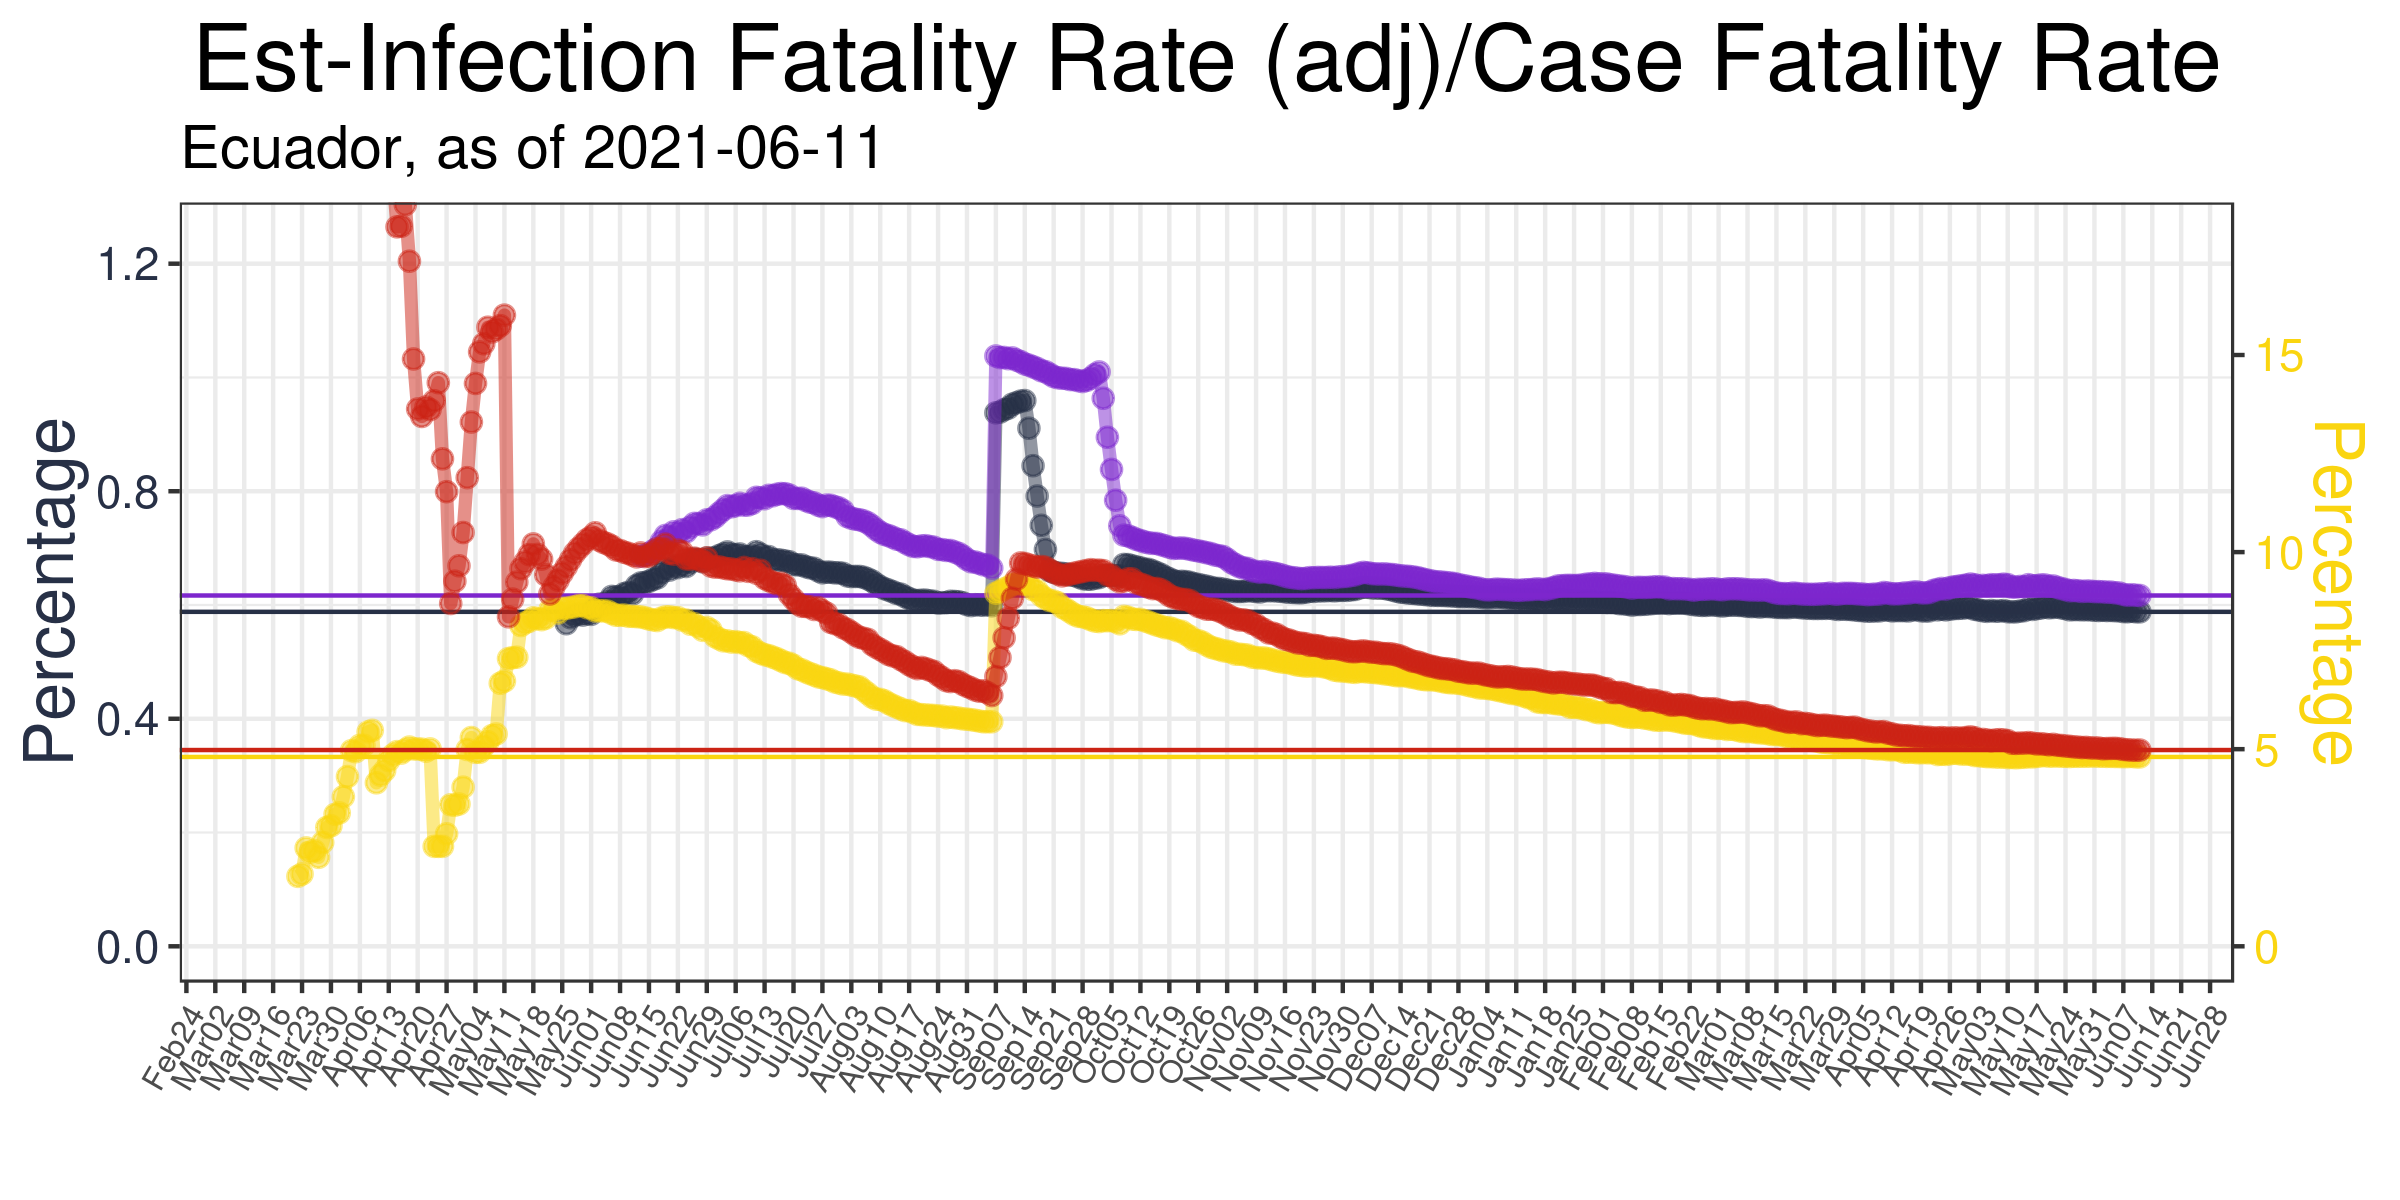 Est-Infection Fatality Rate (adj)/Case Fatality Rate
Ecuador, as of 2021-06-11
Percentage
1.2
0.8
0.4
0.0
15
10
5
0
Percentage
Feb24
Mar02
Mar09
Mar16
Mar23
Mar30
Apr06
Apr13
Apr20
Apr27
May04
May11
May18
May25
Jun01
Jun08
Jun15
Jun22
Jun29
Jul06
Jul13
Jul20
Jul27
Aug03
Aug10
Aug17
Aug24
Aug31
Sep07
Sep14
Sep21
Sep28
Oct05
Oct12
Oct19
Oct26
Nov02
Nov09
Nov16
Nov23
Nov30
Dec07
Dec14
Dec21
Dec28
Jan04
Jan11
Jan18
Jan25
Feb01
Feb08
Feb15
Feb22
Mar01
Mar08
Mar15
Mar22
Mar29
Apr05
Apr12
Apr19
Apr26
May03
May10
May17
May24
May31
Jun07
Jun14
Jun21
Jun28